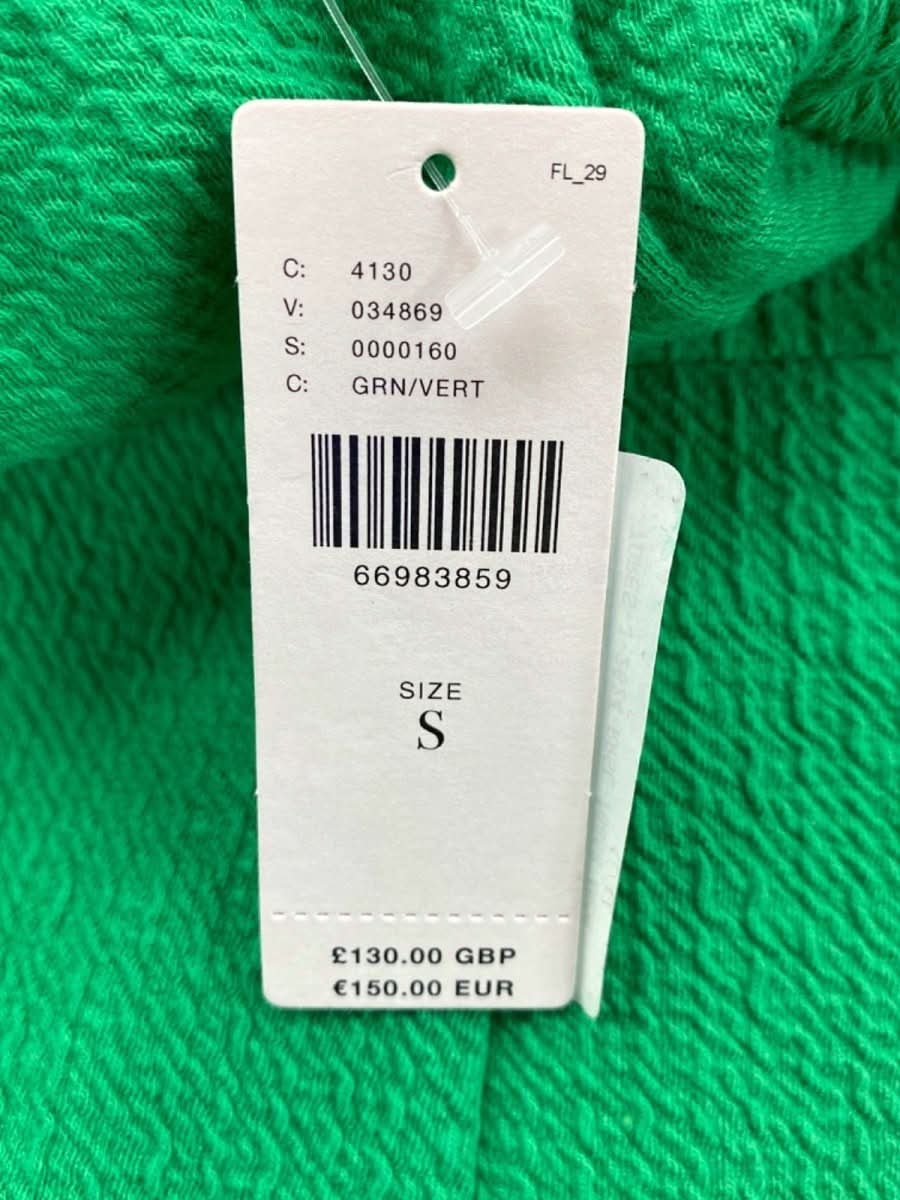 FL_29
C: 4130
V: 034869
S: 0000160
C: GRN/VERT
66983859
SIZE
S
£130.00 GBP
€150.00 EUR